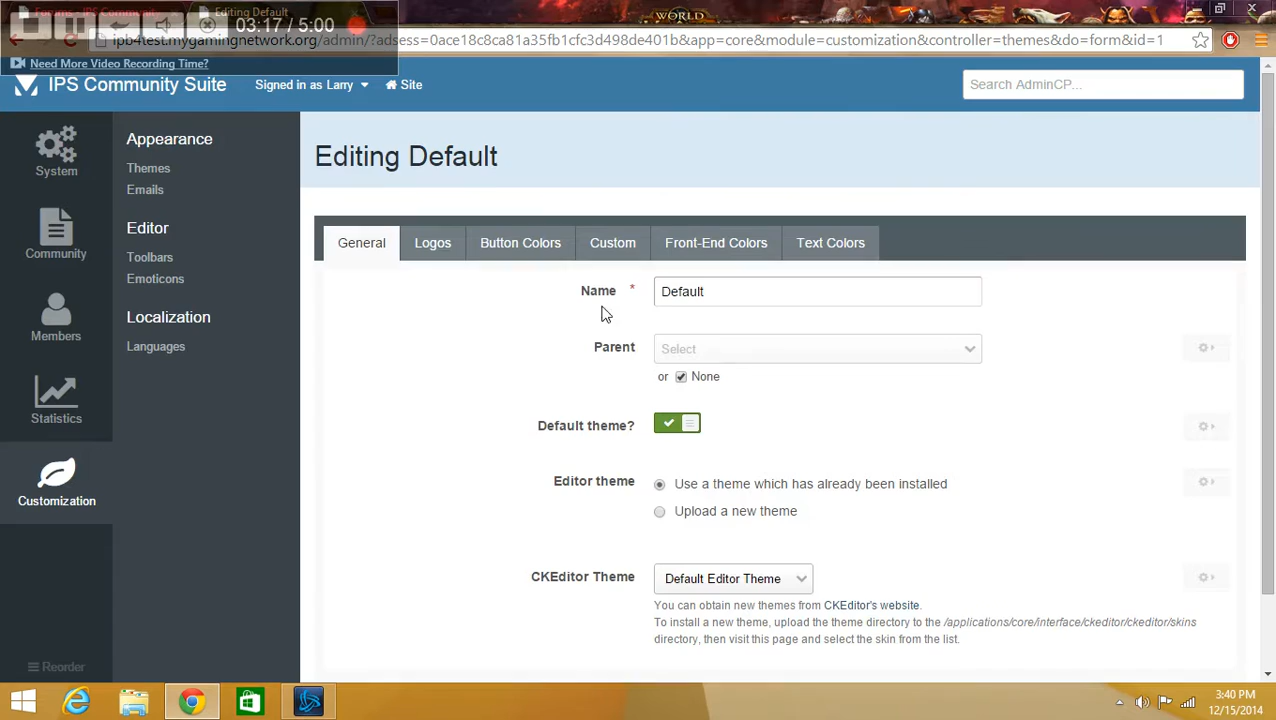 Forums - IPS Communit
Editing Default
03:17 / 5:00
WORLD
ipb4test.mygamingnetwork.org/admin/?adsess=0ace18c8ca81a35fb1cfc3d498de401b&app=core&module=customization&controller=themes&do=form&id=1
Need More Video Recording Time?
IPS Community Suite
Signed in as Larry
Site
Search AdminCP...
System
Community
Members
Statistics
Customization
Reorder
Appearance
Themes
Emails
Editor
Toolbars
Emoticons
Localization
Languages
Editing Default
General Logos Button Colors Custom Front-End Colors Text Colors
Name * Default
Parent Select
or None
Default theme?
Editor theme Use a theme which has already been installed
Upload a new theme
CKEditor Theme Default Editor Theme
You can obtain new themes from CKEditor's website.
To install a new theme, upload the theme directory to the /applications/core/interface/ckeditor/ckeditor/skins
directory, then visit this page and select the skin from the list.
3:40 PM
12/15/2014